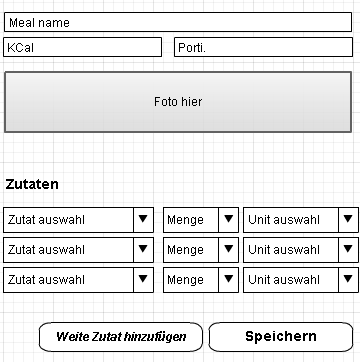 Meal name
KCal Porti.
Foto hier
Zutaten
Zutat auswahl Menge Unit auswahl
Zutat auswahl Menge Unit auswahl
Zutat auswahl Menge Unit auswahl
Weite Zutat hinzufügen Speichern